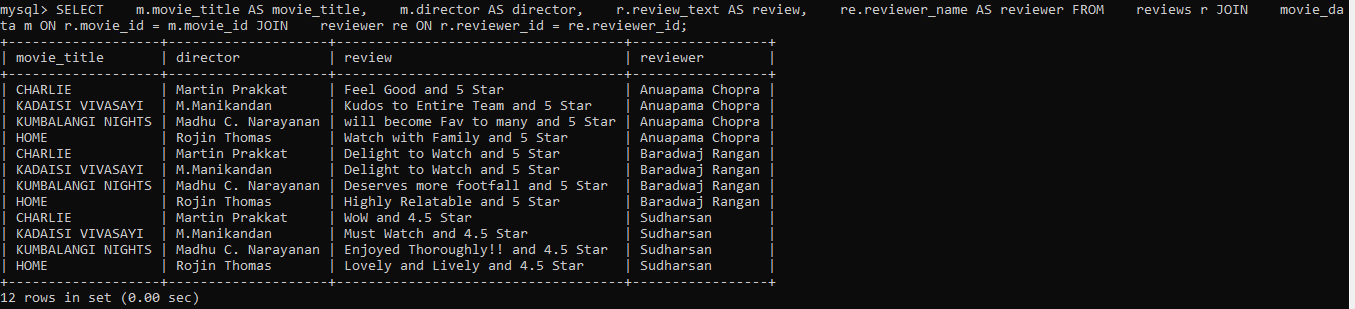 mysql> SELECT    m.movie_title AS movie_title,    m.director AS director,    r.review_text AS review,    re.reviewer_name AS reviewer FROM    reviews r JOIN    movie_da
ta m ON r.movie_id = m.movie_id JOIN    reviewer re ON r.reviewer_id = re.reviewer_id;
+-------------------+--------------------+------------------------------------+-----------------+
| movie_title       | director           | review                             | reviewer        |
+-------------------+--------------------+------------------------------------+-----------------+
| CHARLIE           | Martin Prakkat     | Feel Good and 5 Star               | Anuapama Chopra |
| KADAISI VIVASAYI  | M.Manikandan       | Kudos to Entire Team and 5 Star    | Anuapama Chopra |
| KUMBALANGI NIGHTS | Madhu C. Narayanan | will become Fav to many and 5 Star | Anuapama Chopra |
| HOME              | Rojin Thomas       | Watch with Family and 5 Star       | Anuapama Chopra |
| CHARLIE           | Martin Prakkat     | Delight to Watch and 5 Star        | Baradwaj Rangan |
| KADAISI VIVASAYI  | M.Manikandan       | Delight to Watch and 5 Star        | Baradwaj Rangan |
| KUMBALANGI NIGHTS | Madhu C. Narayanan | Deserves more footfall and 5 Star  | Baradwaj Rangan |
| HOME              | Rojin Thomas       | Highly Relatable and 5 Star        | Baradwaj Rangan |
| CHARLIE           | Martin Prakkat     | WoW and 4.5 Star                   | Sudharsan       |
| KADAISI VIVASAYI  | M.Manikandan       | Must Watch and 4.5 Star            | Sudharsan       |
| KUMBALANGI NIGHTS | Madhu C. Narayanan | Enjoyed Thoroughly!! and 4.5 Star  | Sudharsan       |
| HOME              | Rojin Thomas       | Lovely and Lively and 4.5 Star     | Sudharsan       |
+-------------------+--------------------+------------------------------------+-----------------+
12 rows in set (0.00 sec)